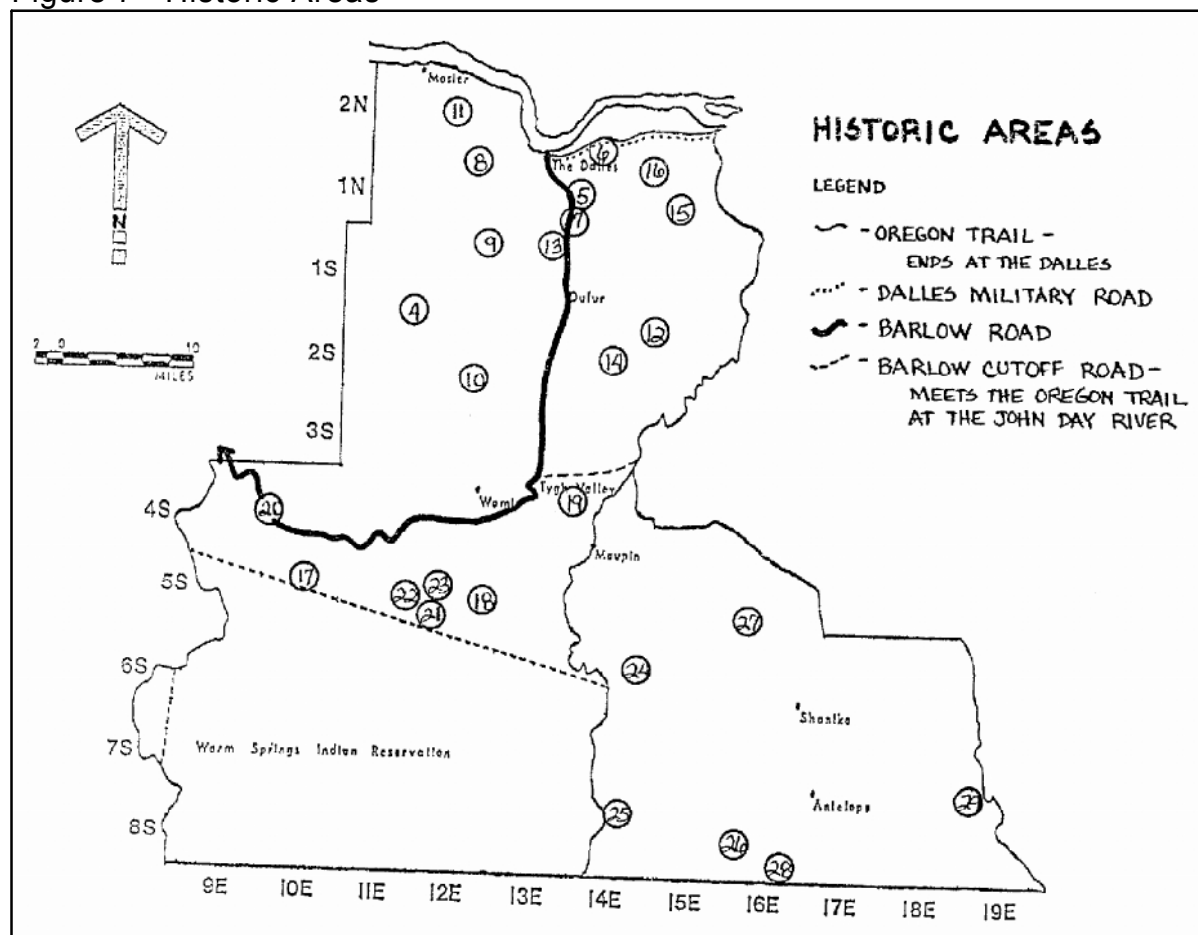 Figure 7 - Historic Areas
HISTORIC AREAS
LEGEND
- OREGON TRAIL -
ENDS AT THE DALLES
- DALLES MILITARY ROAD
- BARLOW ROAD
- BARLOW CUTOFF ROAD -
MEETS THE OREGON TRAIL
AT THE JOHN DAY RIVER
N
10
MILES
2N
1N
1S
2S
3S
4S
5S
6S
7S
8S
9E
10E
11E
12E
13E
14E
15E
16E
17E
18E
19E
Mosier
The Dalles
Dufur
Tygh Valley
Wami
Maupin
Shaniko
Antelope
Warm Springs Indian Reservation
11
8
6
16
5
15
7
9
13
4
12
14
10
19
20
17
22
23
21
18
27
24
25
26
28
29